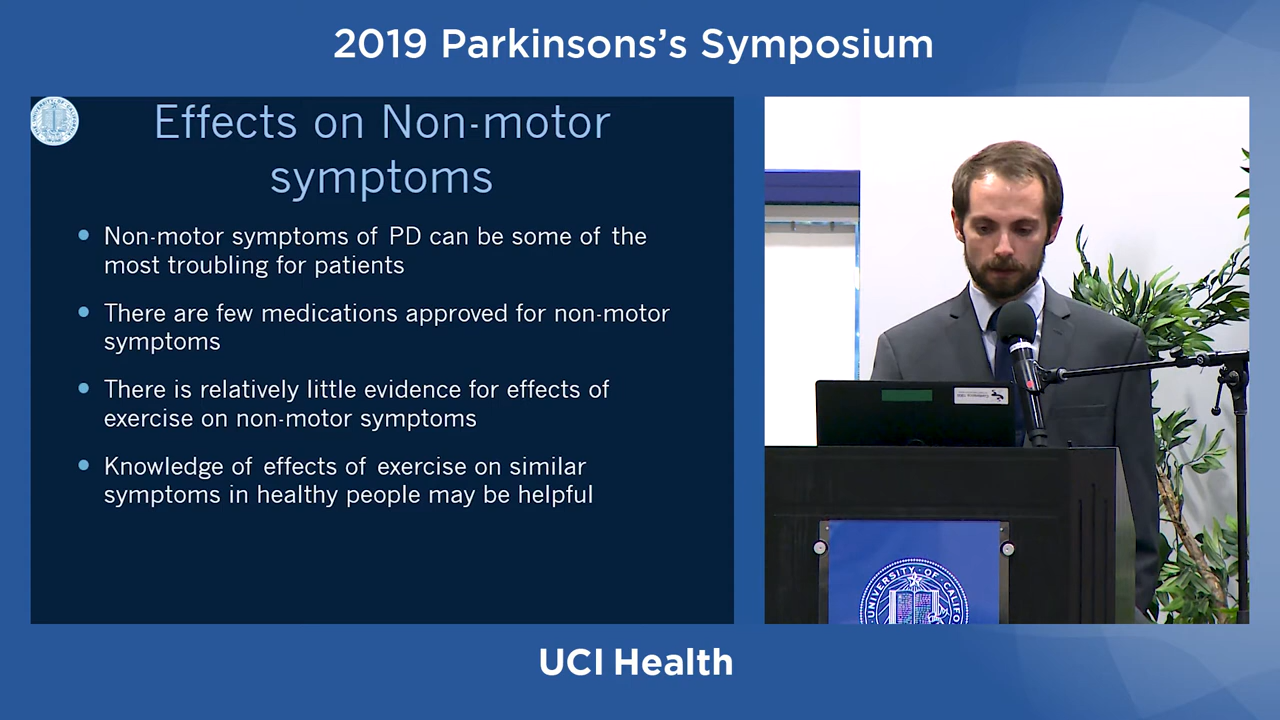 2019 Parkinsons's Symposium
Effects on Non-motor
symptoms
Non-motor symptoms of PD can be some of the
most troubling for patients
There are few medications approved for non-motor
symptoms
There is relatively little evidence for effects of
exercise on non-motor symptoms
Knowledge of effects of exercise on similar
symptoms in healthy people may be helpful
UNIVERSITY OF CALIFO
UCI Health